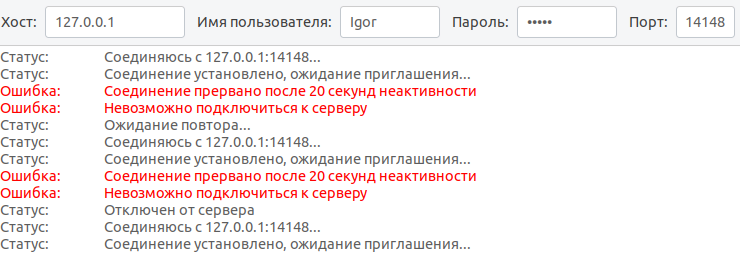 Хост: 127.0.0.1 Имя пользователя: Igor Пароль: ••••• Порт: 14148
Статус: Соединяюсь с 127.0.0.1:14148...
Статус: Соединение установлено, ожидание приглашения...
Ошибка: Соединение прервано после 20 секунд неактивности
Ошибка: Невозможно подключиться к серверу
Статус: Ожидание повтора...
Статус: Соединяюсь с 127.0.0.1:14148...
Статус: Соединение установлено, ожидание приглашения...
Ошибка: Соединение прервано после 20 секунд неактивности
Ошибка: Невозможно подключиться к серверу
Статус: Отключен от сервера
Статус: Соединяюсь с 127.0.0.1:14148...
Статус: Соединение установлено, ожидание приглашения...